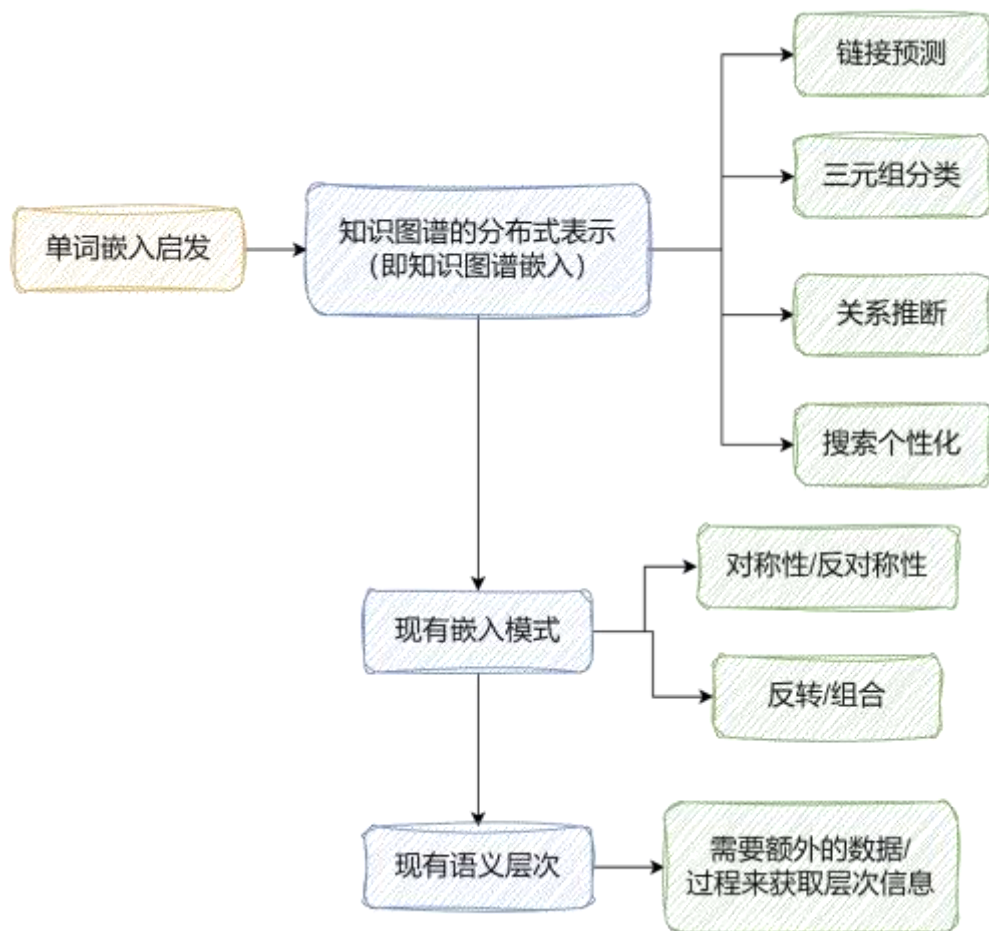 链接预测
三元组分类
单词嵌入启发
知识图谱的分布式表示
（即知识图谱嵌入）
关系推断
搜索个性化
对称性/反对称性
现有嵌入模式
反转/组合
现有语义层次
需要额外的数据/
过程来获取层次信息